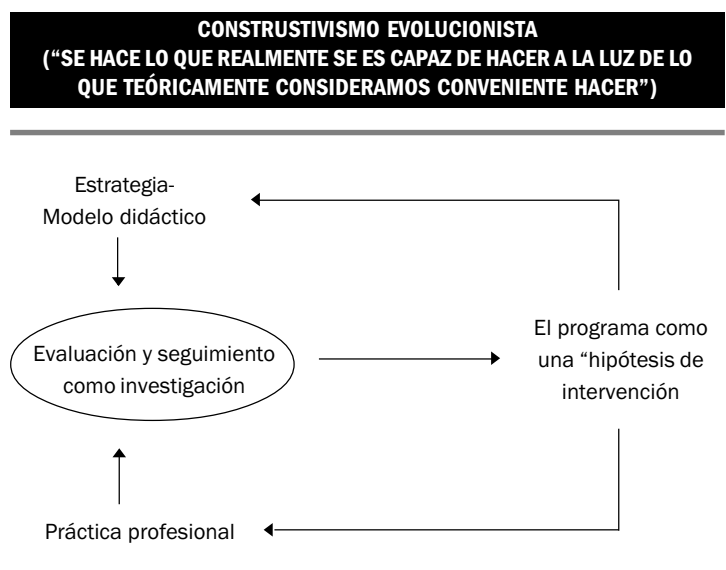 CONSTRUSTIVISMO EVOLUCIONISTA
(“SE HACE LO QUE REALMENTE SE ES CAPAZ DE HACER A LA LUZ DE LO
QUE TEÓRICAMENTE CONSIDERAMOS CONVENIENTE HACER”)
Estrategia-
Modelo didáctico
Evaluación y seguimiento
como investigación
El programa como
una “hipótesis de
intervención
Práctica profesional